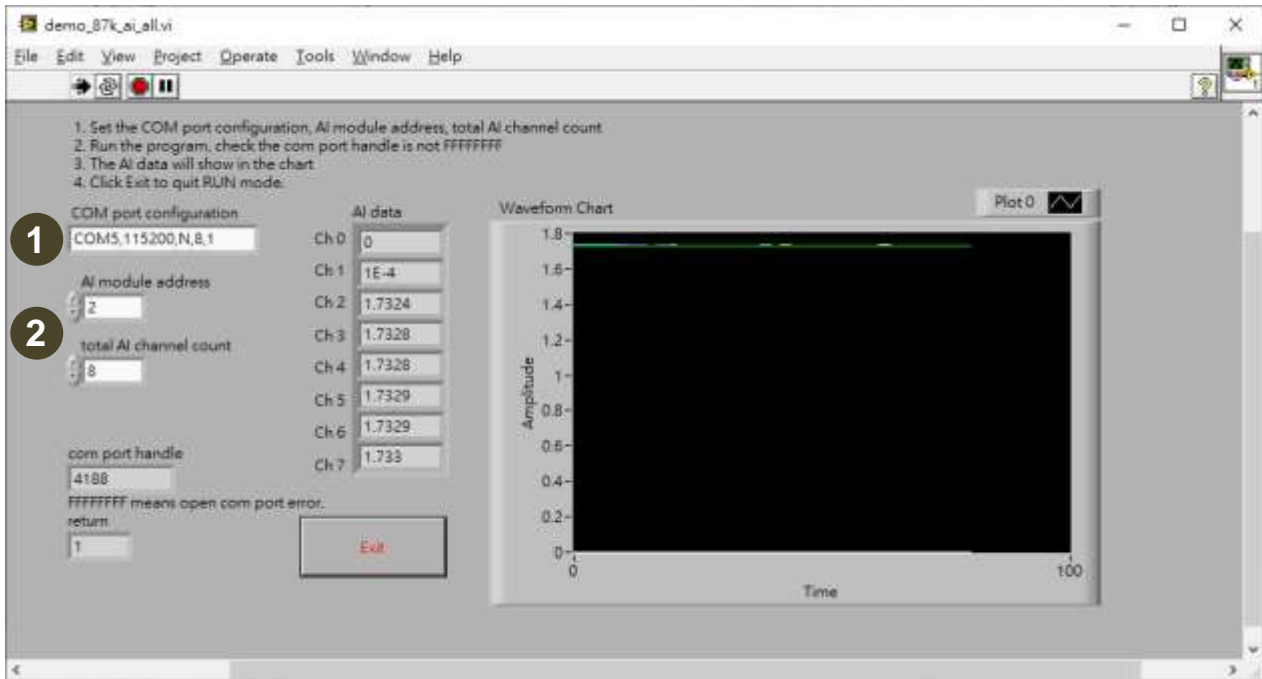 demo_87k_ai_all.vi
File Edit View Project Operate Tools Window Help
1. Set the COM port configuration, AI module address, total AI channel count
2. Run the program, check the com port handle is not FFFFFFFF
3. The AI data will show in the chart
4. Click Exit to quit RUN mode.
COM port configuration
1
COM5,115200,N,8,1
AI module address
2
2
total AI channel count
8
com port handle
4188
FFFFFFFF means open com port error.
return
1
AI data
Ch 0 0
Ch 1 1E-4
Ch 2 1.7324
Ch 3 1.7328
Ch 4 1.7328
Ch 5 1.7329
Ch 6 1.7329
Ch 7 1.733
Exit
Waveform Chart
Plot 0
Amplitude
1.8
1.6
1.4
1.2
1
0.8
0.6
0.4
0.2
0
0 100
Time